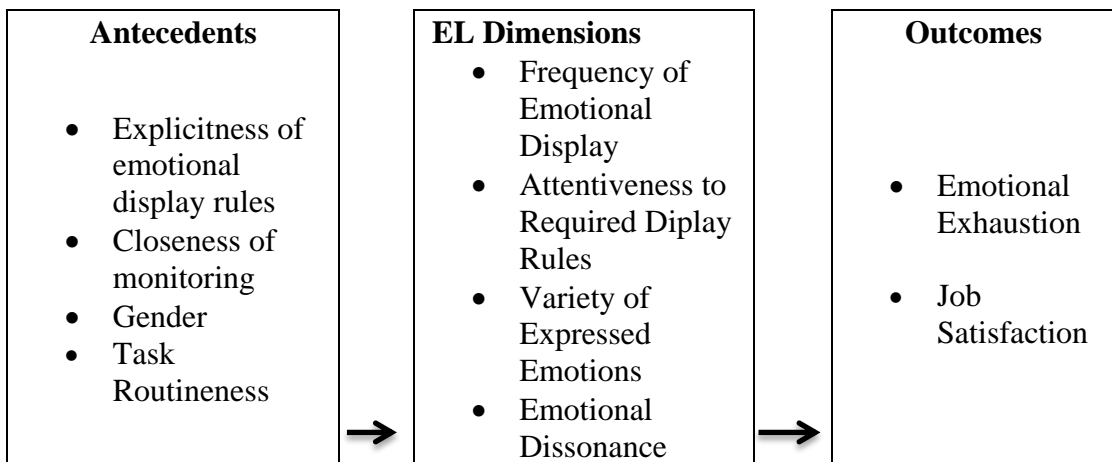 Antecedents
• Explicitness of
emotional
display rules
• Closeness of
monitoring
• Gender
• Task
Routineness
EL Dimensions
• Frequency of
Emotional
Display
• Attentiveness to
Required Diplay
Rules
• Variety of
Expressed
Emotions
• Emotional
Dissonance
Outcomes
• Emotional
Exhaustion
• Job
Satisfaction